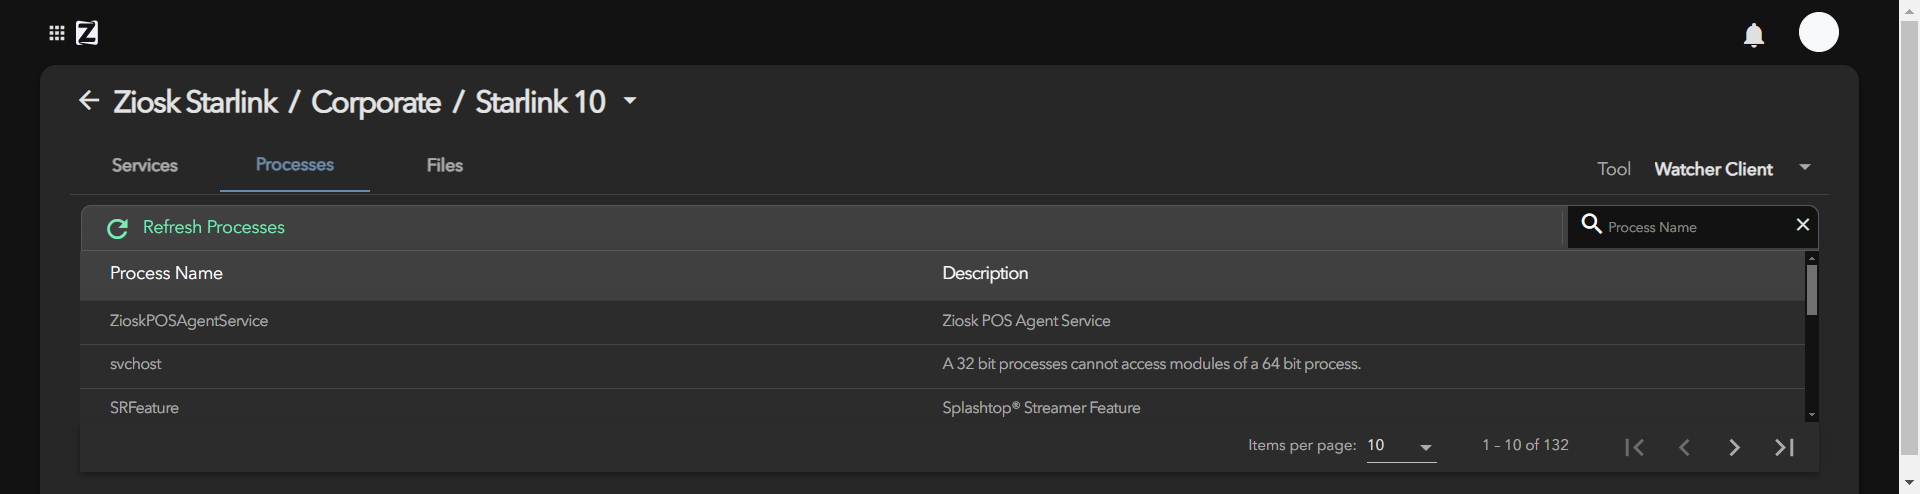 Z
Ziosk Starlink / Corporate / Starlink 10
Services Processes Files
Tool Watcher Client
Refresh Processes
Process Name
Process Name Description
ZioskPOSAgentService Ziosk POS Agent Service
svchost A 32 bit processes cannot access modules of a 64 bit process.
SRFeature Splashtop® Streamer Feature
Items per page: 10 1 - 10 of 132